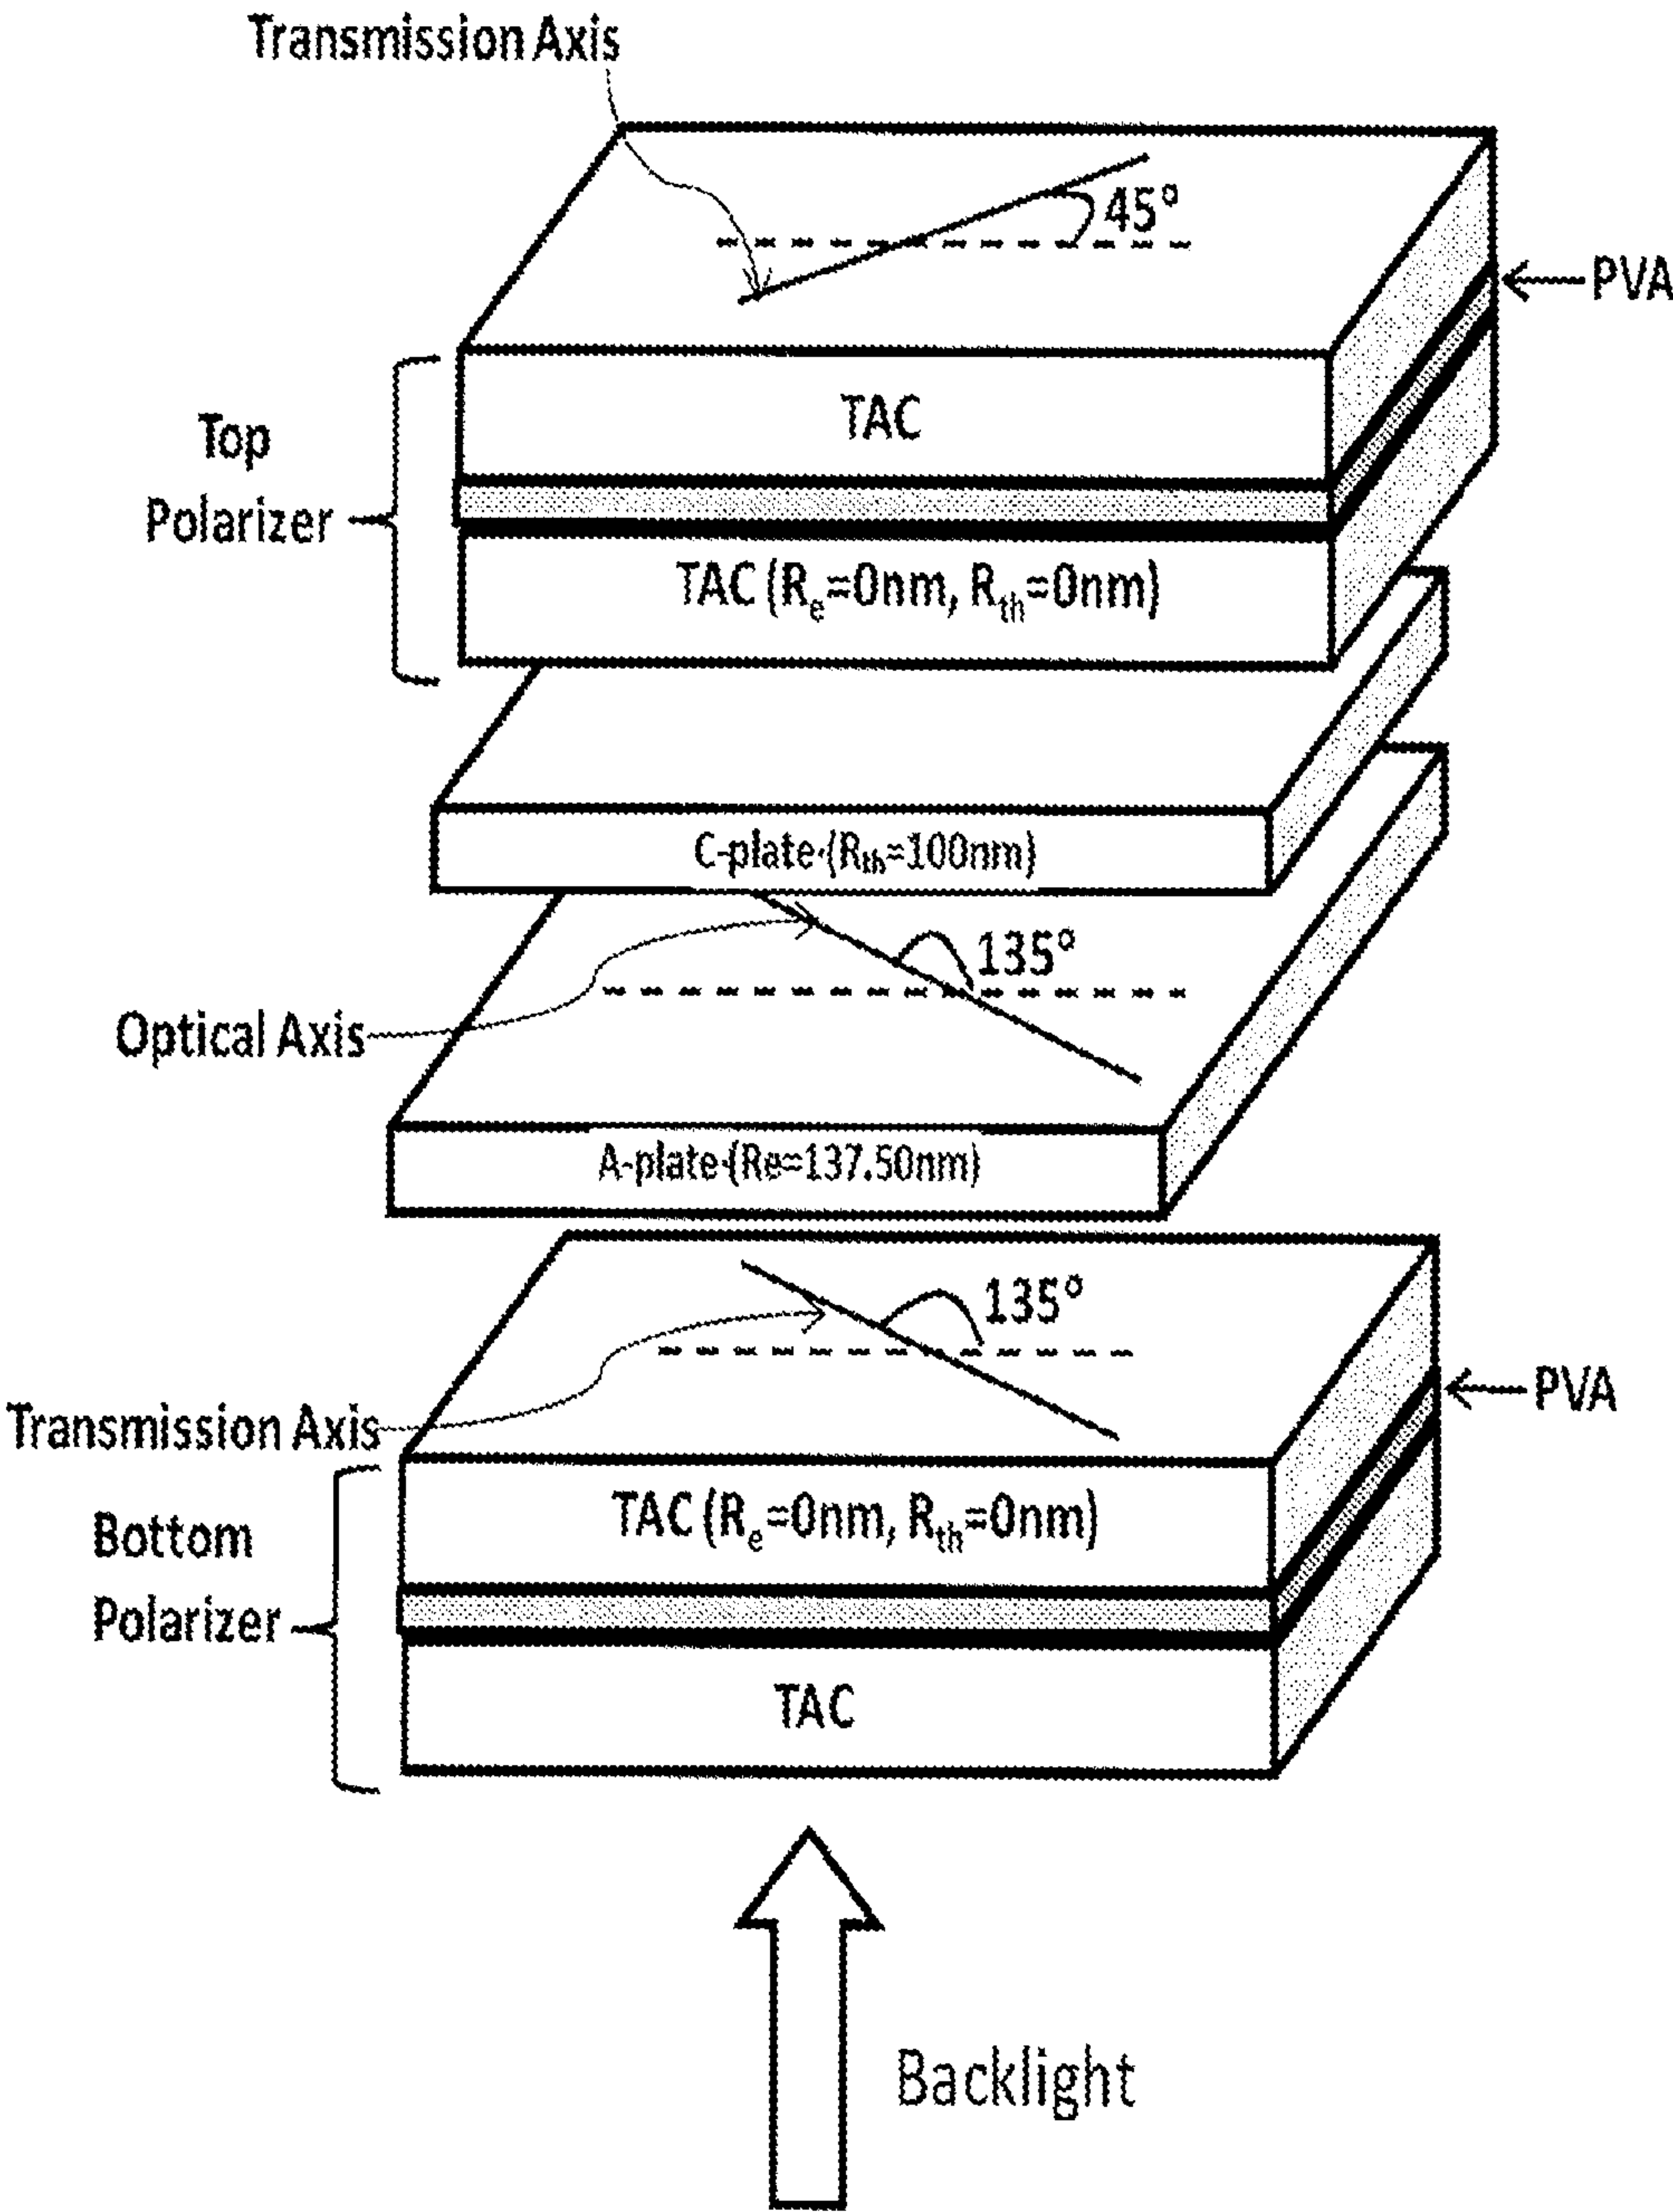 Transmission Axis
45°
PVA
TAC
Top
Polarizer
TAC (Re=0nm, Rth=0nm)
C-plate (Rth=100nm)
135°
Optical Axis
A-plate (Re=137.50nm)
135°
PVA
Transmission Axis
TAC (Re=0nm, Rth=0nm)
Bottom
Polarizer
TAC
Backlight